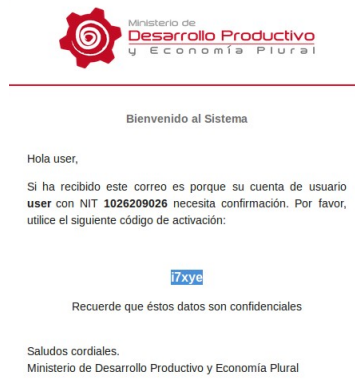 Ministerio de
Desarrollo Productivo
y Economía Plural
Bienvenido al Sistema
Hola user,
Si ha recibido este correo es porque su cuenta de usuario
user con NIT 1026209026 necesita confirmación. Por favor,
utilice el siguiente código de activación:
i7xye
Recuerde que éstos datos son confidenciales
Saludos cordiales.
Ministerio de Desarrollo Productivo y Economía Plural